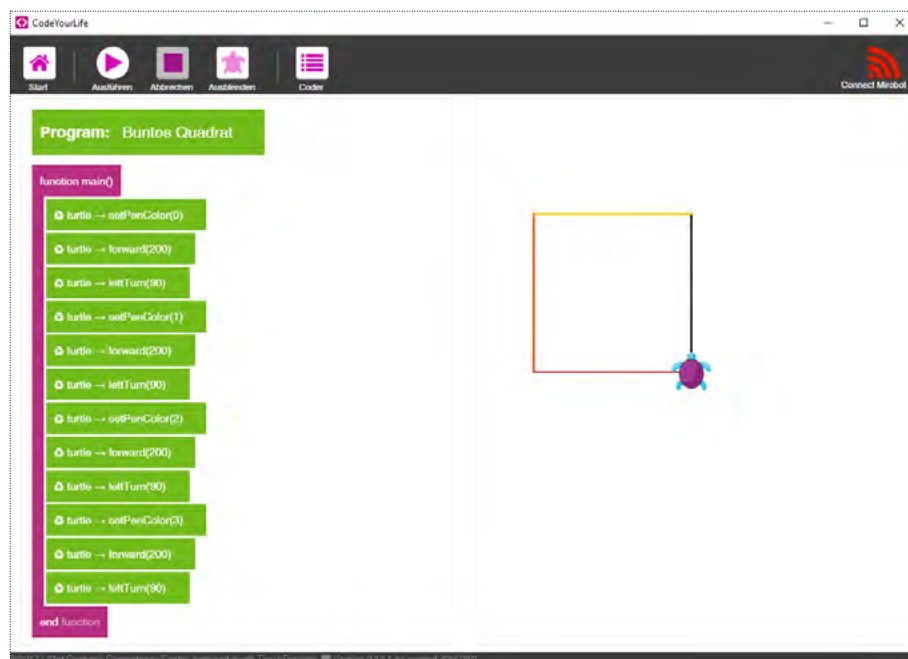 CodeYourLife
Start
Ausführen
Abbrechen
Ausblenden
Coder
Connect Mirobot
Program: Buntes Quadrat
function main()
turtle → setPenColor(0)
turtle → forward(200)
turtle → leftTurn(90)
turtle → setPenColor(1)
turtle → forward(200)
turtle → leftTurn(90)
turtle → setPenColor(2)
turtle → forward(200)
turtle → leftTurn(90)
turtle → setPenColor(3)
turtle → forward(200)
turtle → leftTurn(90)
end function